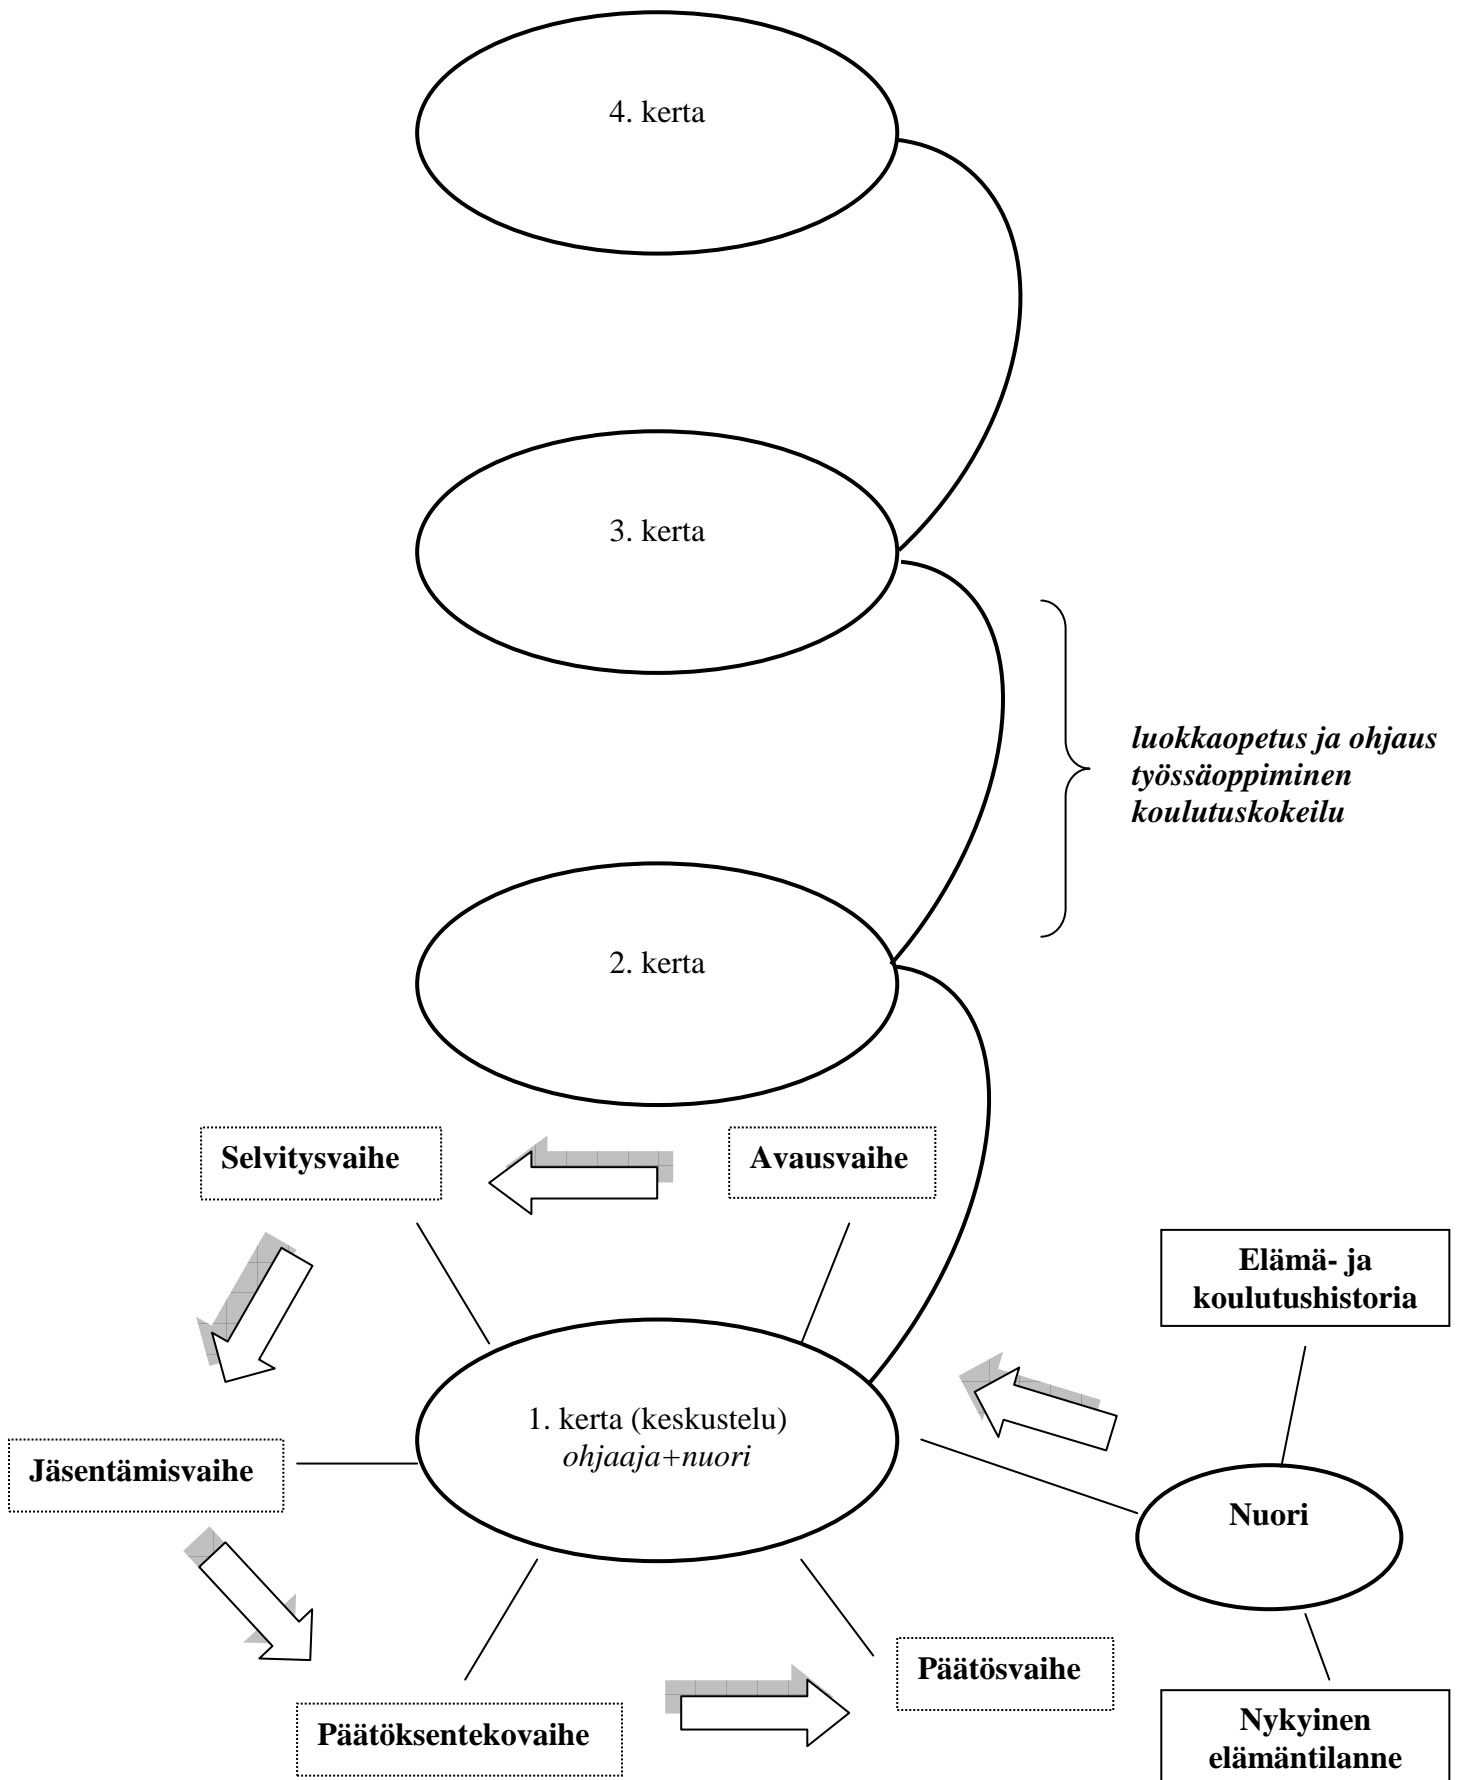 4. kerta
3. kerta
luokkaopetus ja ohjaus
työssäoppiminen
koulutuskokeilu
2. kerta
Selvitysvaihe
Avausvaihe
Elämä- ja
koulutushistoria
1. kerta (keskustelu)
ohjaaja+nuori
Jäsentämisvaihe
Nuori
Päätösvaihe
Päätöksentekovaihe
Nykyinen
elämäntilanne